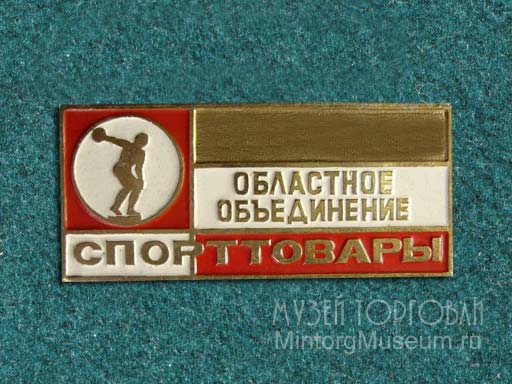 ОБЛАСТНОЕ
ОБЪЕДИНЕНИЕ
СПОРТТОВАРЫ
МУЗЕЙ ТОРГОВЛИ
MintorgMuseum.ru